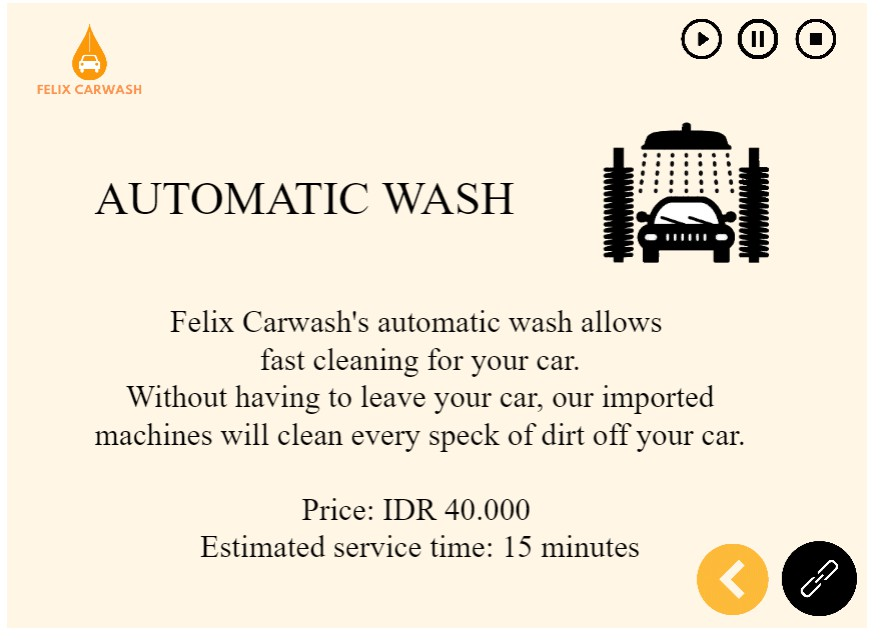 FELIX CARWASH
AUTOMATIC WASH
Felix Carwash's automatic wash allows
fast cleaning for your car.
Without having to leave your car, our imported
machines will clean every speck of dirt off your car.
Price: IDR 40.000
Estimated service time: 15 minutes